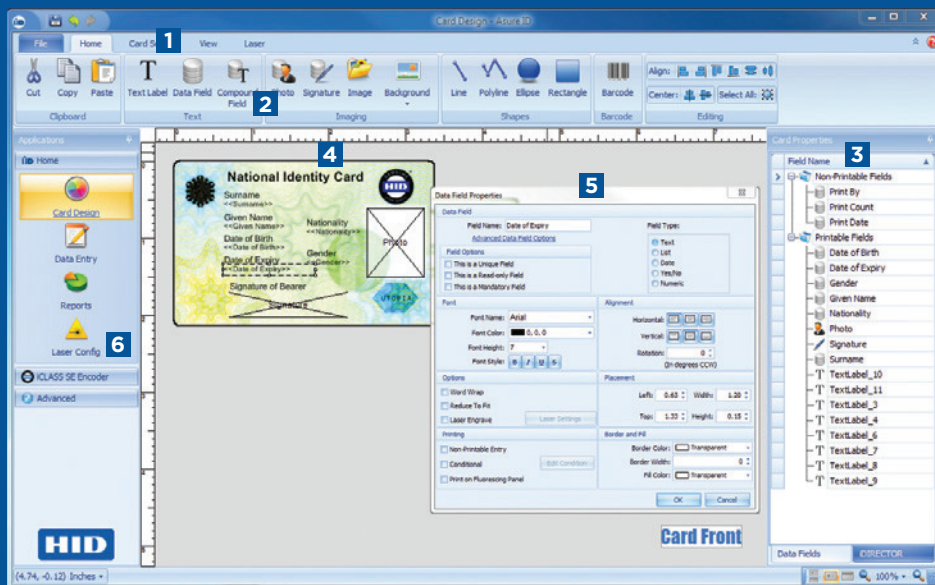 Card Design - Asure ID
File Home Card S 1 View Laser
Cut Copy Paste Text Label Data Field Compound Field 2 Photo Signature Image Background Line Polyline Ellipse Rectangle Barcode
Align:
Center: Select All:
Clipboard Text Imaging Shapes Barcode Editing
Applications
Home
Card Design
Data Entry
Reports
6
Laser Config
iCLASS SE Encoder
Advanced
HID
4
National Identity Card
HID
Surname
<<Surname>>
Given Name
<<Given Name>>
Nationality
<<Nationality>>
Date of Birth
<<Date of Birth>>
Gender
<<Gender>>
Date of Expiry
<<Date of Expiry>>
Photo
Signature of Bearer
Signature
UTOPIA
5
Data Field Properties
Data Field
Field Name: Date of Expiry
Advanced Data Field Options
Field Options
This is a Unique Field
This is a Read-only Field
This is a Mandatory Field
Field Type:
Text
List
Date
Yes/No
Numeric
Font
Font Name: Arial
Font Color: 0, 0, 0
Font Height: 7
Font Style: B I U S
Alignment
Horizontal:
Vertical:
Rotation: 0
(In degrees CCW)
Options
Word Wrap
Reduce To Fit
Laser Engrave Laser Settings
Placement
Left: 0.63 Width: 1.20
Top: 1.33 Height: 0.15
Printing
Non-Printable Entry
Conditional Edit Condition
Print on Fluorescing Panel
Border and Fill
Border Color: Transparent
Border Width: 0
Fill Color: Transparent
OK Cancel
Card Front
Card Properties
Field Name 3
Non-Printable Fields
Print By
Print Count
Print Date
Printable Fields
Date of Birth
Date of Expiry
Gender
Given Name
Nationality
Photo
Signature
Surname
TextLabel_10
TextLabel_11
TextLabel_3
TextLabel_4
TextLabel_6
TextLabel_7
TextLabel_8
TextLabel_9
Data Fields DIRECTOR
(4.74, -0.12) Inches
100%